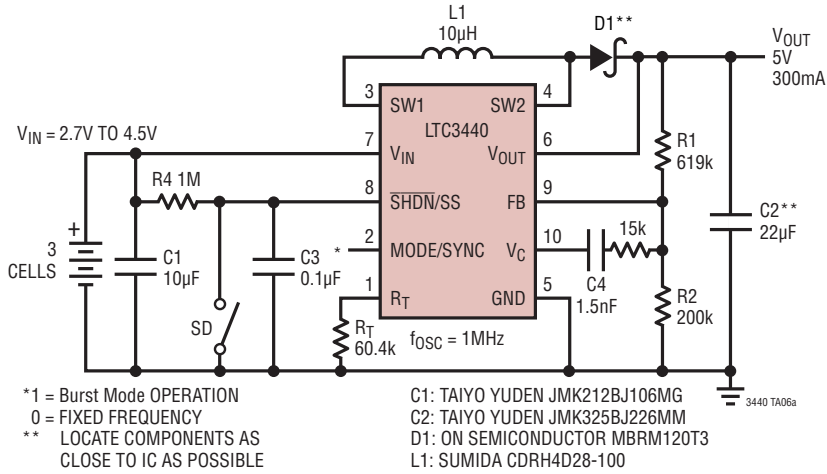 L1
10µH
D1**
VOUT
5V
300mA
3
SW1
SW2
4
LTC3440
VIN = 2.7V TO 4.5V
7
VIN
VOUT
6
R1
619k
R4 1M
8
SHDN/SS
FB
9
15k
C2**
22µF
+
3
CELLS
C1
10µF
C3
0.1µF
*
2
MODE/SYNC
VC
10
C4
1.5nF
1
RT
GND
5
R2
200k
SD
RT
60.4k
fOSC = 1MHz
3440 TA06a
*1 = Burst Mode OPERATION
0 = FIXED FREQUENCY
** LOCATE COMPONENTS AS
CLOSE TO IC AS POSSIBLE
C1: TAIYO YUDEN JMK212BJ106MG
C2: TAIYO YUDEN JMK325BJ226MM
D1: ON SEMICONDUCTOR MBRM120T3
L1: SUMIDA CDRH4D28-100